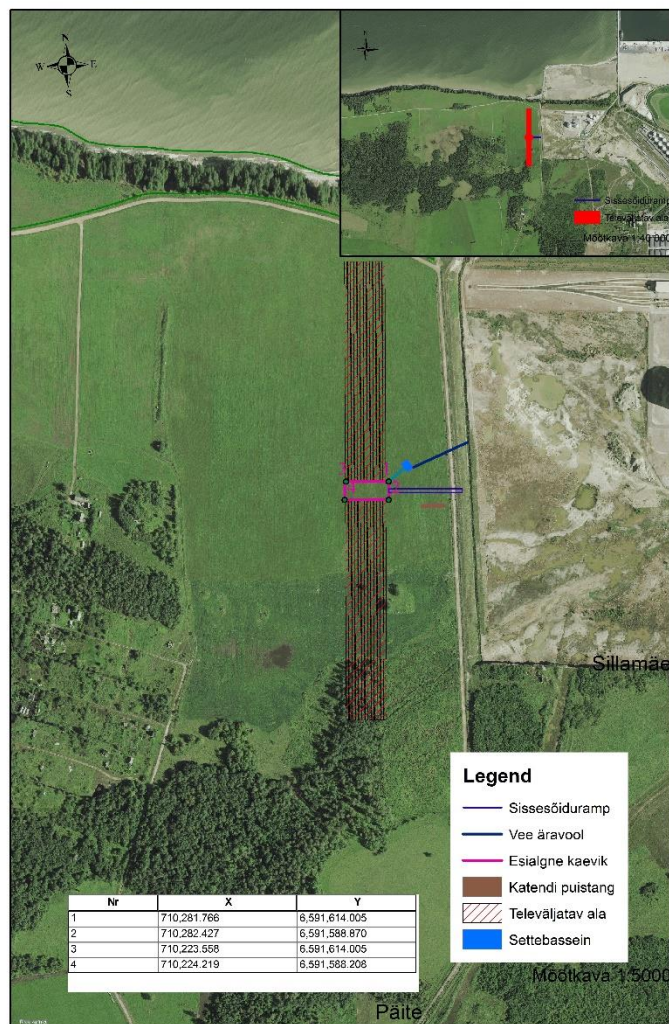 N
W E
S
Sissesõiduramp
Televäljatav ala
Mõõtkava 1:40 000
Sillamäe
Legend
Sissesõiduramp
Vee äravool
Esialgne kaevik
Katendi puistang
Televäljatav ala
Settebassein
Nr X Y
1 710,281.766 6,591,614.005
2 710,282.427 6,591,588.870
3 710,223.558 6,591,614.005
4 710,224.219 6,591,588.208
Mõõtkava 1:5000
Päite